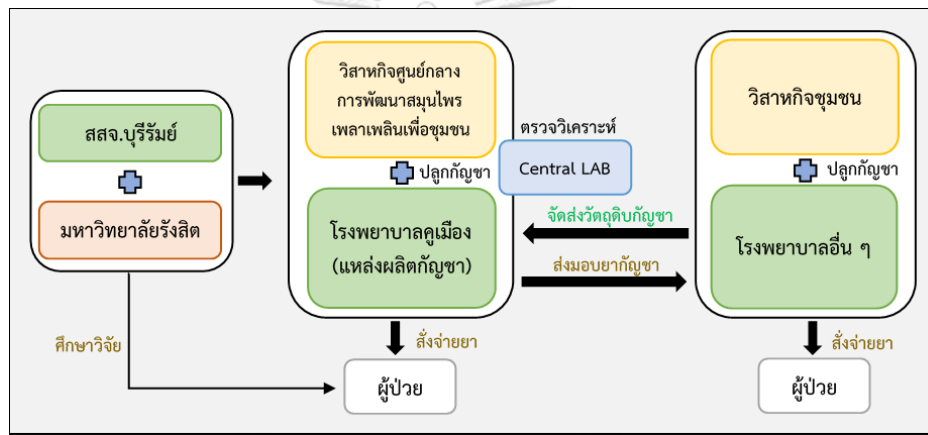 สสจ.บุรีรัมย์
มหาวิทยาลัยรังสิต
ศึกษาวิจัย
วิสาหกิจศูนย์กลาง
การพัฒนาสมุนไพร
เพลาเพลินเพื่อชุมชน
ปลูกกัญชา
ตรวจวิเคราะห์
Central LAB
โรงพยาบาลคูเมือง
(แหล่งผลิตกัญชา)
จัดส่งวัตถุดิบกัญชา
ส่งมอบยากัญชา
สั่งจ่ายยา
ผู้ป่วย
วิสาหกิจชุมชน
ปลูกกัญชา
โรงพยาบาลอื่น ๆ
สั่งจ่ายยา
ผู้ป่วย